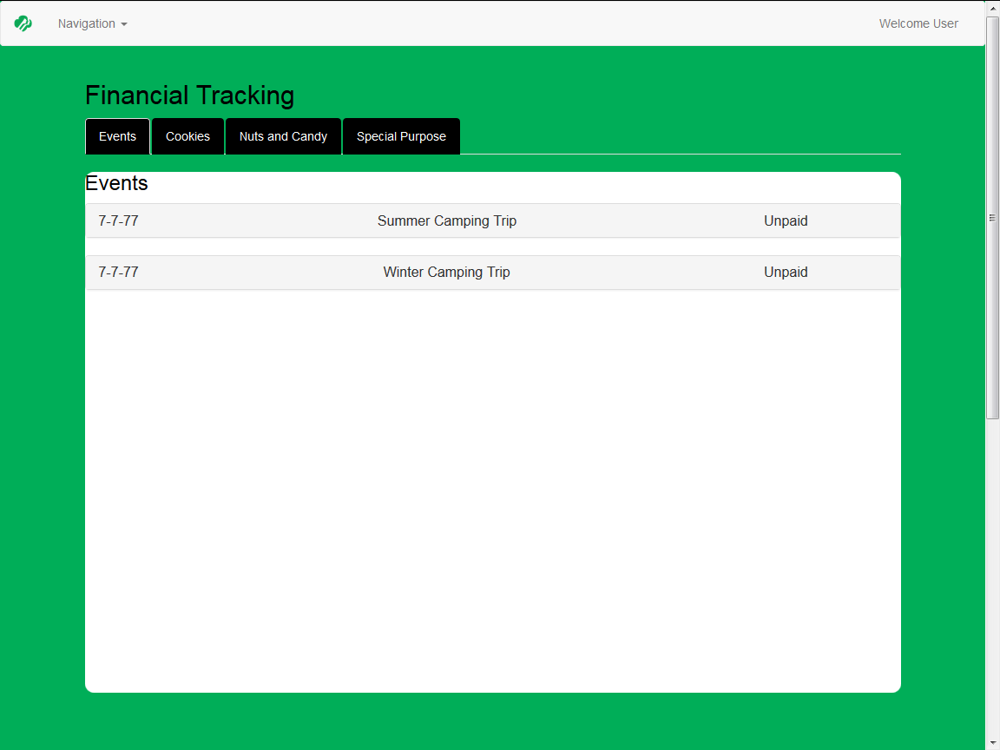 Navigation Welcome User
Financial Tracking
Events Cookies Nuts and Candy Special Purpose
Events
7-7-77 Summer Camping Trip Unpaid
7-7-77 Winter Camping Trip Unpaid